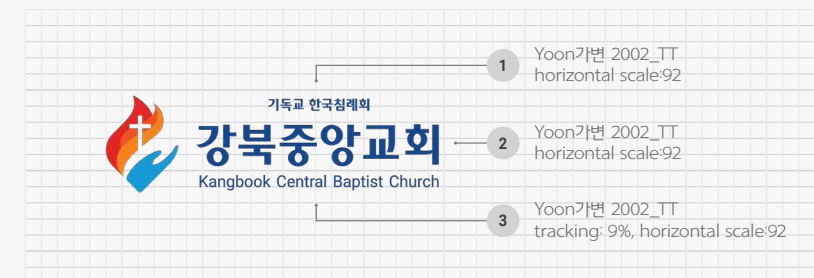 기독교 한국침례회
강북중앙교회
Kangbook Central Baptist Church
1
Yoon가변 2002_TT
horizontal scale:92
2
Yoon가변 2002_TT
horizontal scale:92
3
Yoon가변 2002_TT
tracking: 9%, horizontal scale:92